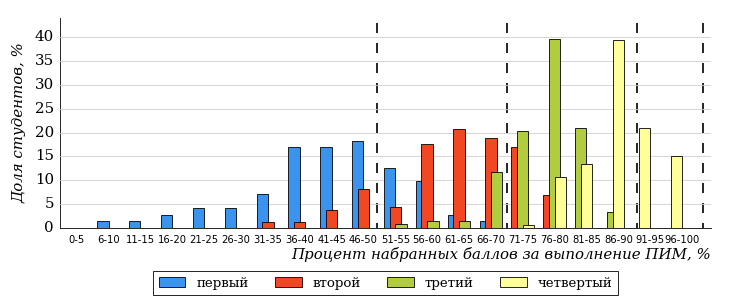 Доля студентов, %
40
35
30
25
20
15
10
5
0
0-5 6-10 11-15 16-20 21-25 26-30 31-35 36-40 41-45 46-50 51-55 56-60 61-65 66-70 71-75 76-80 81-85 86-90 91-95 96-100
Процент набранных баллов за выполнение ПИМ, %
первый второй третий четвертый